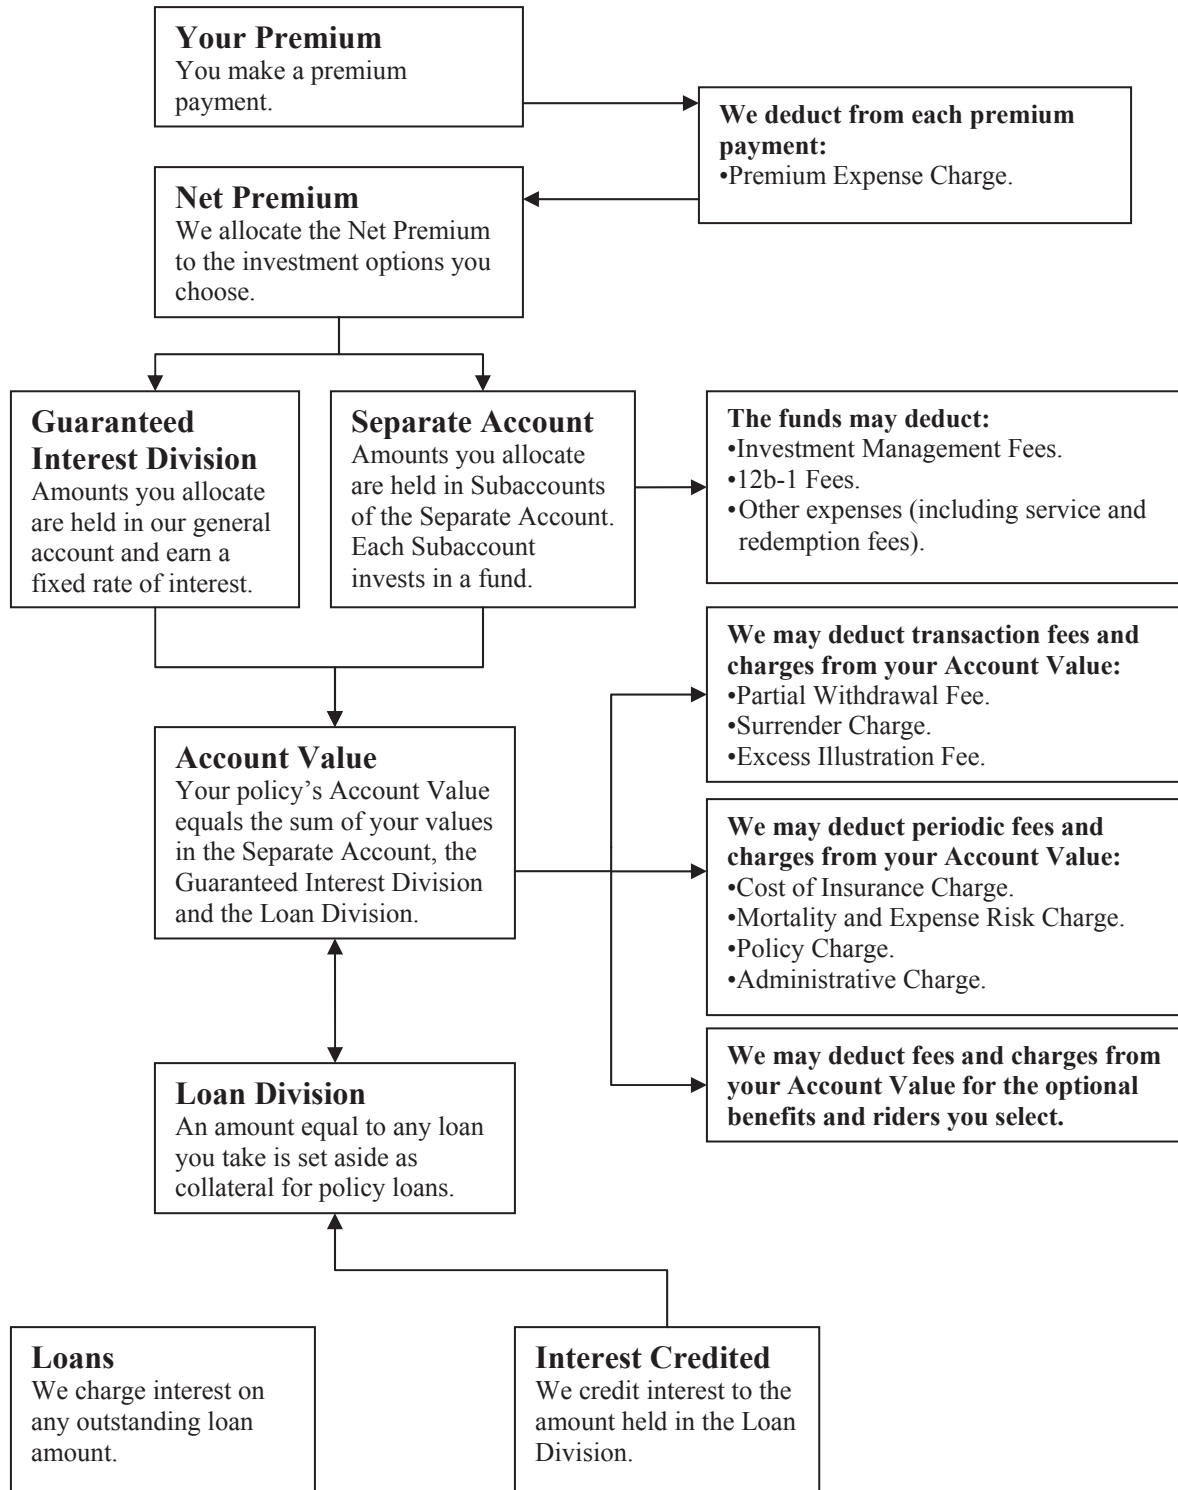 Your Premium
You make a premium
payment.
We deduct from each premium
payment:
•Premium Expense Charge.
Net Premium
We allocate the Net Premium
to the investment options you
choose.
Guaranteed
Interest Division
Amounts you allocate
are held in our general
account and earn a
fixed rate of interest.
Separate Account
Amounts you allocate
are held in Subaccounts
of the Separate Account.
Each Subaccount
invests in a fund.
The funds may deduct:
•Investment Management Fees.
•12b-1 Fees.
•Other expenses (including service and
redemption fees).
We may deduct transaction fees and
charges from your Account Value:
•Partial Withdrawal Fee.
•Surrender Charge.
•Excess Illustration Fee.
Account Value
Your policy’s Account Value
equals the sum of your values
in the Separate Account, the
Guaranteed Interest Division
and the Loan Division.
We may deduct periodic fees and
charges from your Account Value:
•Cost of Insurance Charge.
•Mortality and Expense Risk Charge.
•Policy Charge.
•Administrative Charge.
We may deduct fees and charges from
your Account Value for the optional
benefits and riders you select.
Loan Division
An amount equal to any loan
you take is set aside as
collateral for policy loans.
Loans
We charge interest on
any outstanding loan
amount.
Interest Credited
We credit interest to the
amount held in the Loan
Division.